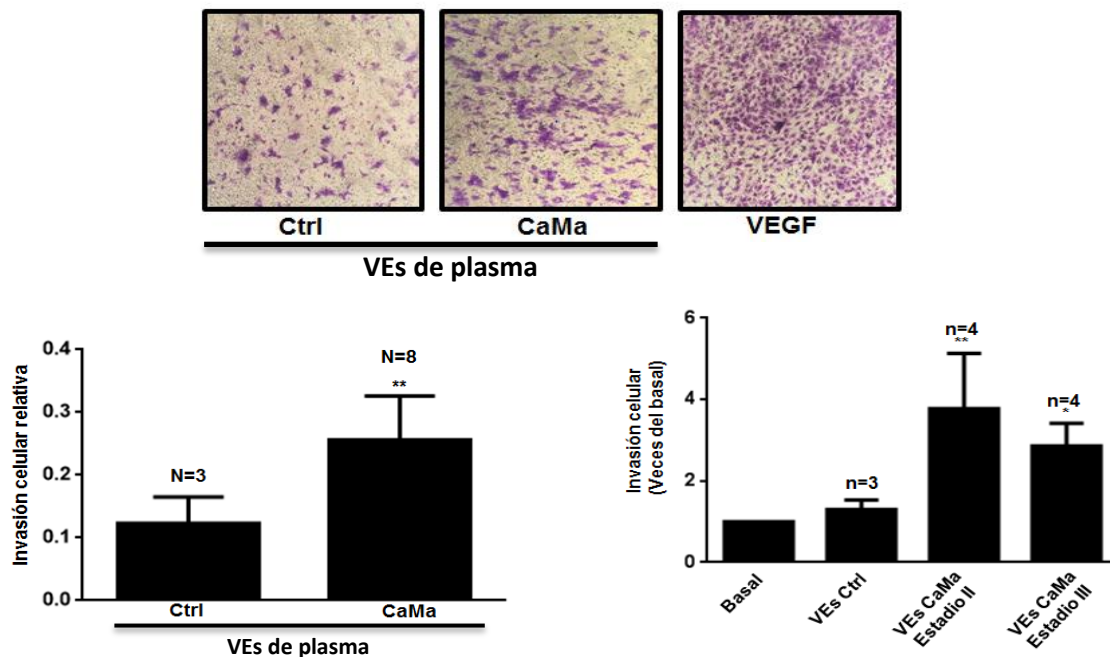 Ctrl CaMa VEGF
VEs de plasma
Invasión celular relativa
0.4
0.3
0.2
0.1
0.0
N=3
N=8
**
Ctrl CaMa
VEs de plasma
Invasión celular
(Veces del basal)
6
4
2
0
n=3
n=4
**
n=4
*
Basal
VEs Ctrl
VEs CaMa
Estadio II
VEs CaMa
Estadio III